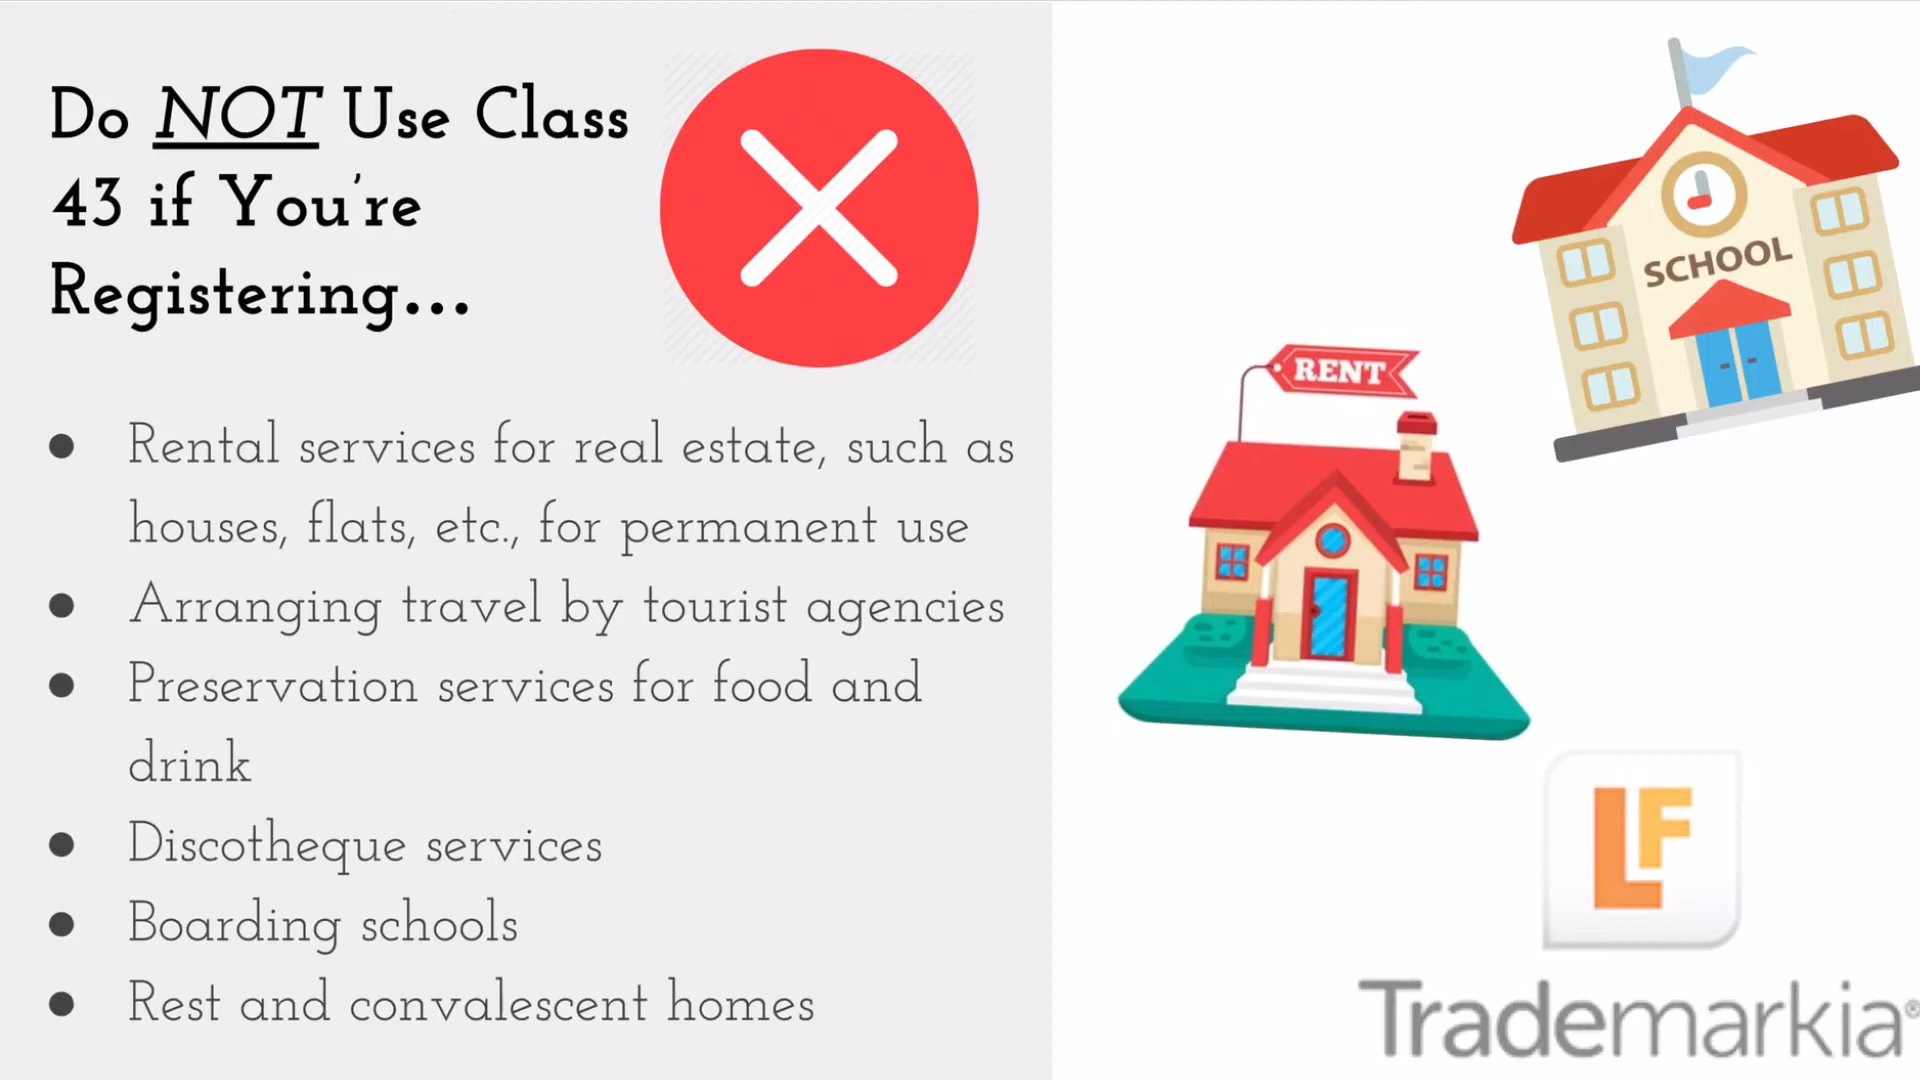 Do NOT Use Class
43 if You're
Registering...
● Rental services for real estate, such as
houses, flats, etc., for permanent use
● Arranging travel by tourist agencies
● Preservation services for food and
drink
● Discotheque services
● Boarding schools
● Rest and convalescent homes
SCHOOL
RENT
LF
Trademarkia®